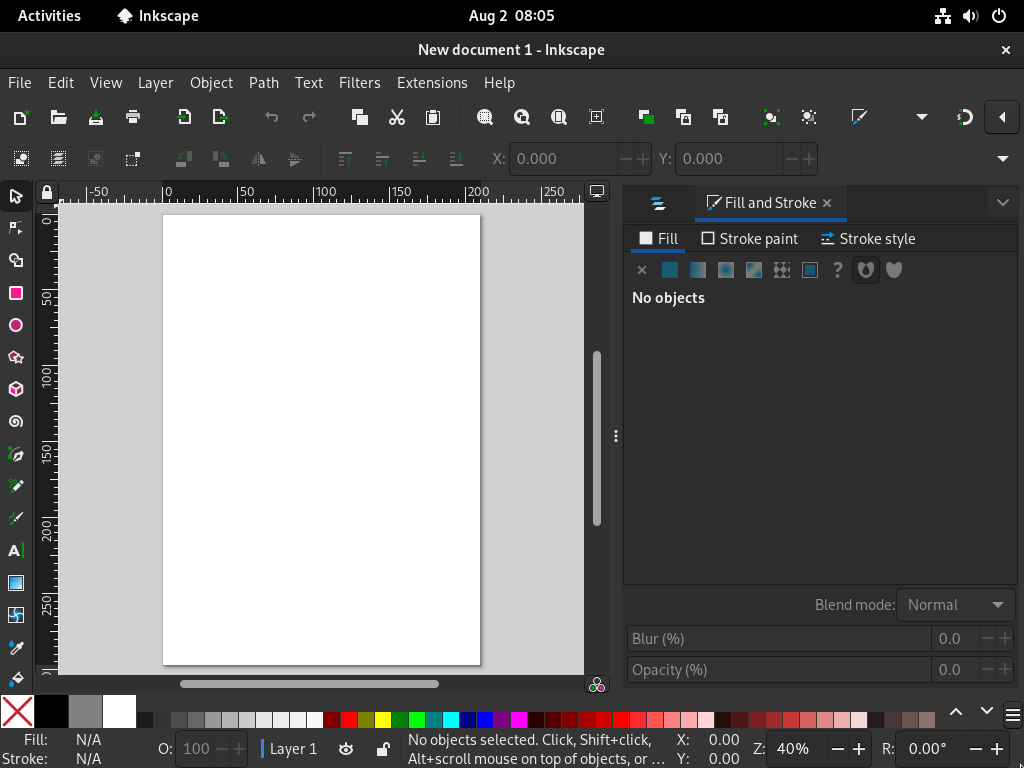 Activities
Inkscape
Aug 2 08:05
New document 1 - Inkscape
File Edit View Layer Object Path Text Filters Extensions Help
X: 0.000 Y: 0.000
-50 0 50 100 150 200 250
0
50
100
150
200
250
Fill and Stroke
Fill Stroke paint Stroke style
No objects
Blend mode: Normal
Blur (%) 0.0
Opacity (%) 0.0
Fill: N/A
Stroke: N/A
O: 100
Layer 1
No objects selected. Click, Shift+click,
Alt+scroll mouse on top of objects, or ...
X: 0.00
Y: 0.00
Z: 40%
R: 0.00°